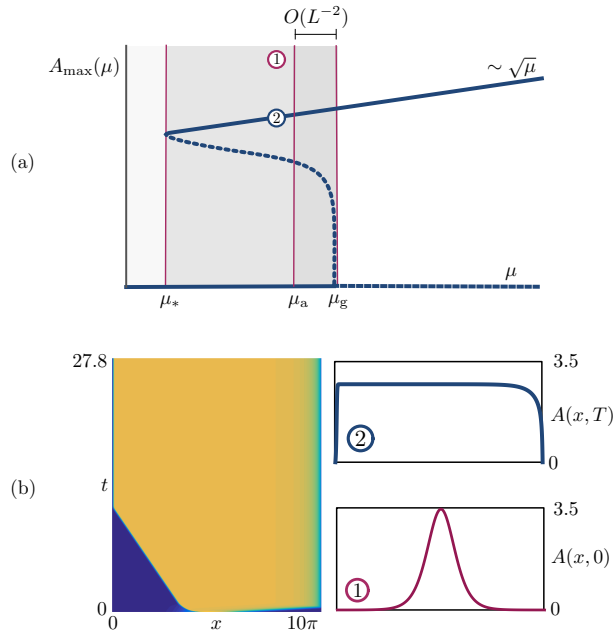 O(L⁻²)
A_max(μ)
1
∼ √μ
2
(a)
μ
μ_* μ_a μ_g
27.8
3.5
A(x, T)
2
0
(b)
t
3.5
A(x, 0)
1
0
0
0 x 10π